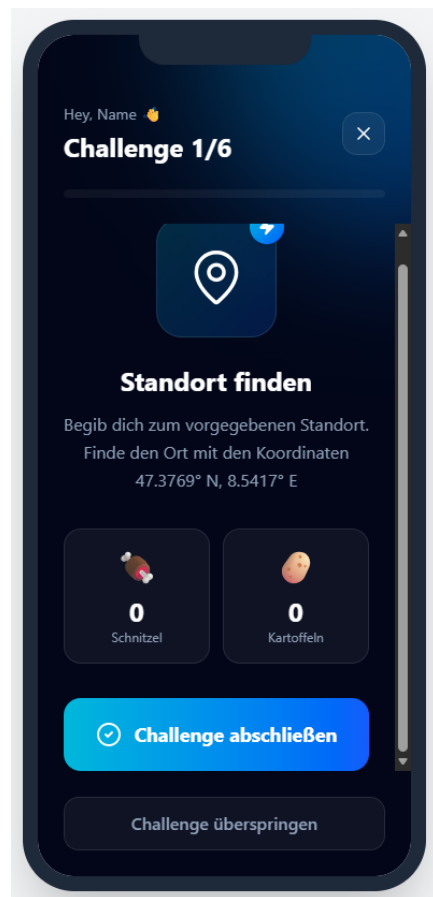 Hey, Name 👋
Challenge 1/6
Standort finden
Begib dich zum vorgegebenen Standort.
Finde den Ort mit den Koordinaten
47.3769° N, 8.5417° E
0
Schnitzel
0
Kartoffeln
Challenge abschließen
Challenge überspringen